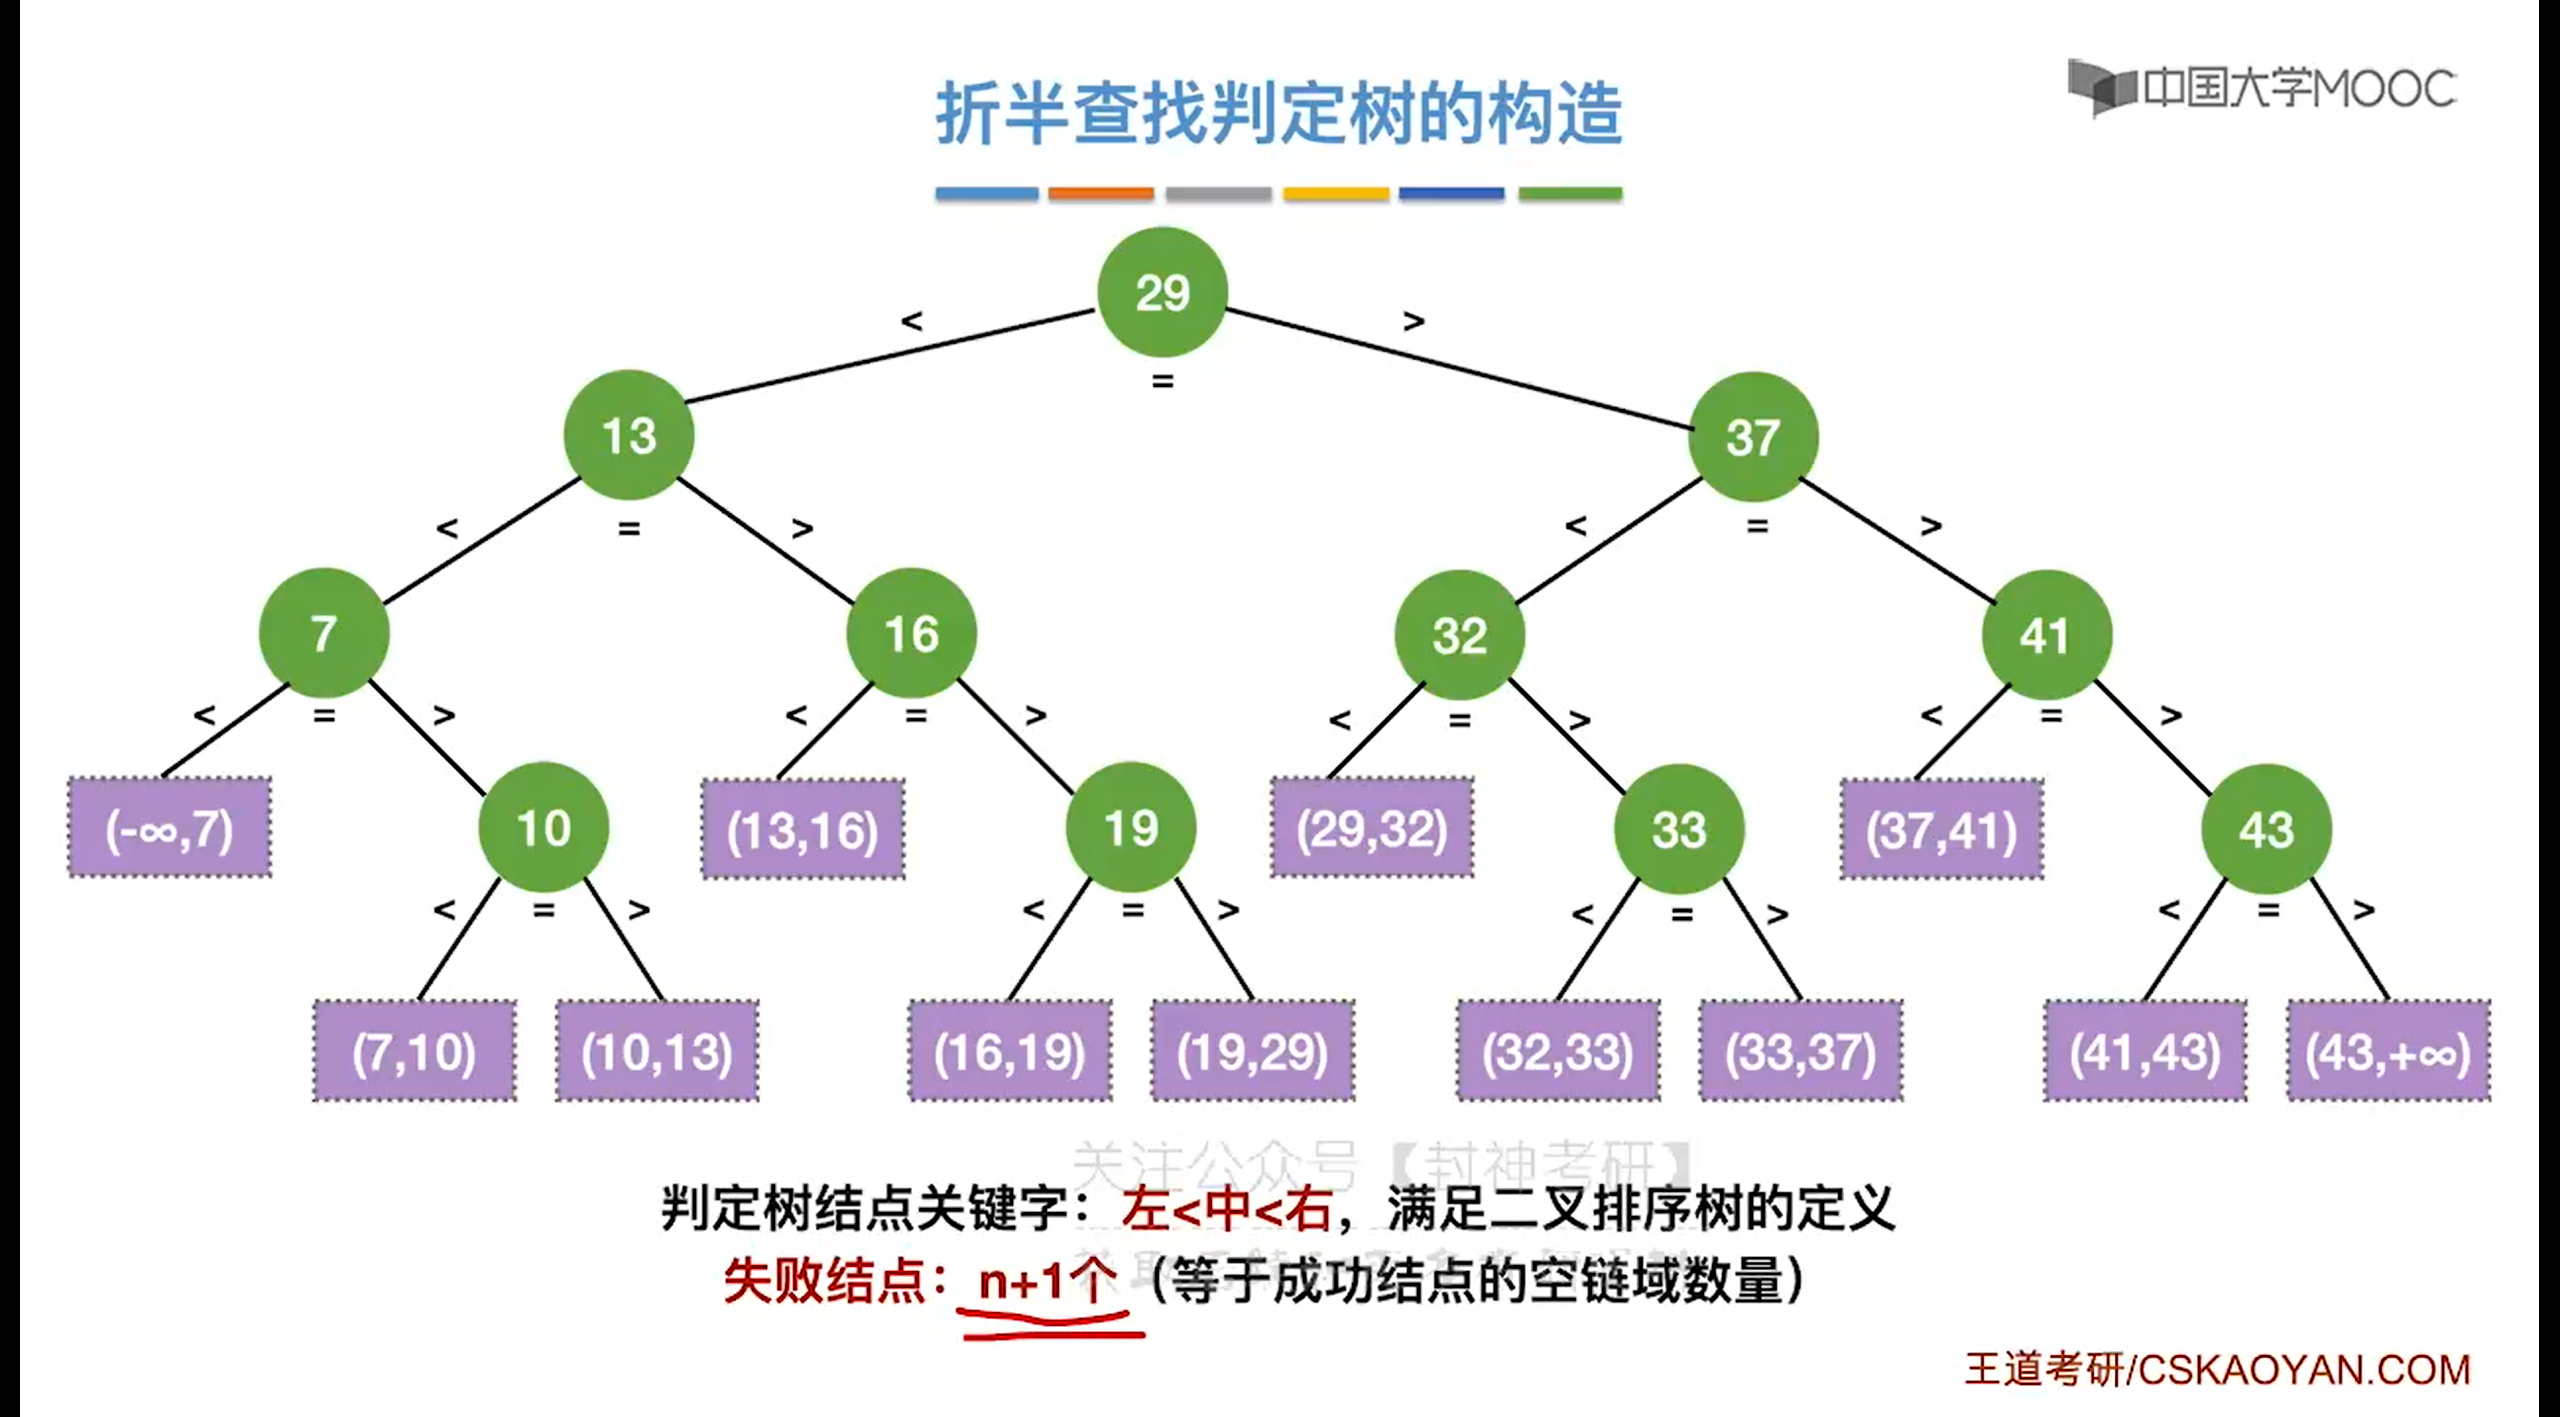 中国大学MOOC
折半查找判定树的构造
29
< >
=
13 37
< = > < = >
7 16 32 41
< = > < = > < = > < = >
(-∞,7) 10 (13,16) 19 (29,32) 33 (37,41) 43
< = > < = > < = > < = >
(7,10) (10,13) (16,19) (19,29) (32,33) (33,37) (41,43) (43,+∞)
关注公众号【封神考研】
判定树结点关键字：左<中<右，满足二叉排序树的定义
失败结点：n+1个（等于成功结点的空链域数量）
王道考研/CSKAOYAN.COM